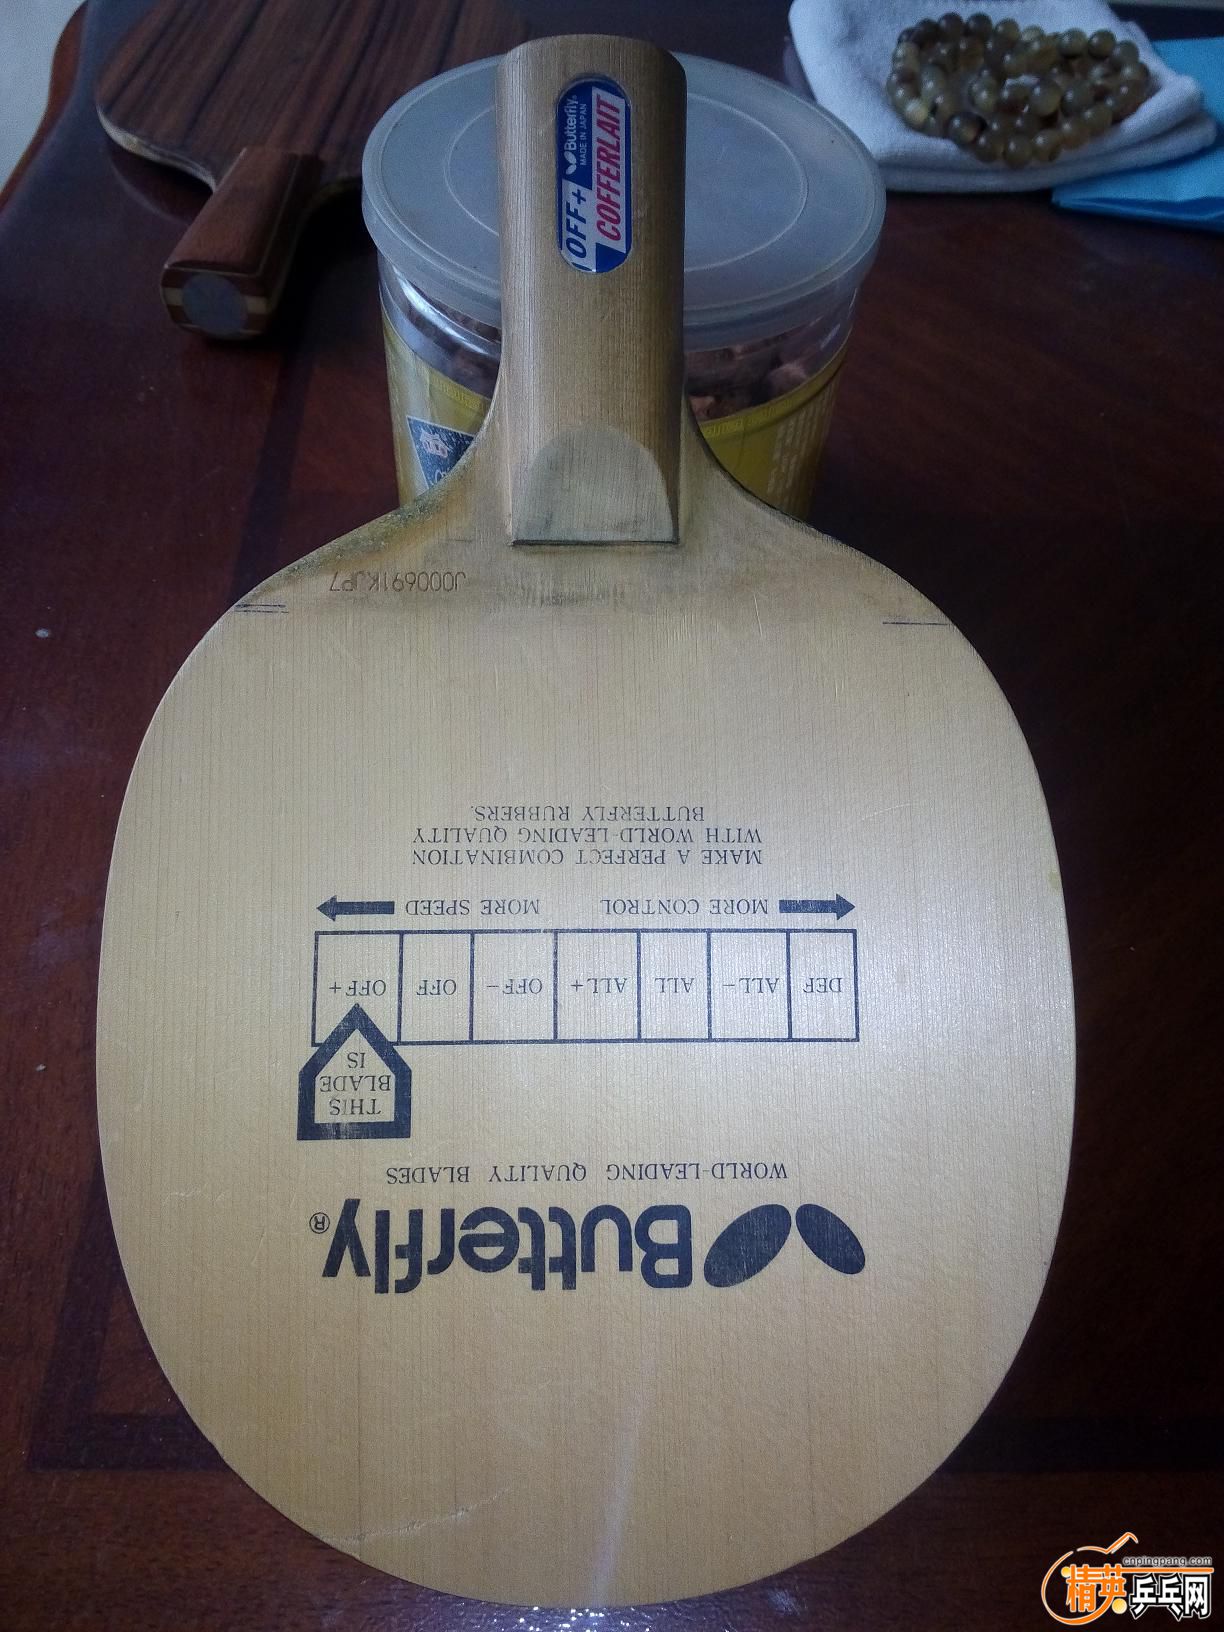 Butterfly
MADE IN JAPAN
OFF+
COFFERLAIT
J000691KJP7
Butterfly®
WORLD-LEADING QUALITY BLADES
THIS
BLADE
IS
DEF ALL- ALL ALL+ OFF- OFF OFF+
MORE CONTROL MORE SPEED
MAKE A PERFECT COMBINATION
WITH WORLD-LEADING QUALITY
BUTTERFLY RUBBERS.
cnpingpang.com
精英乒乓网